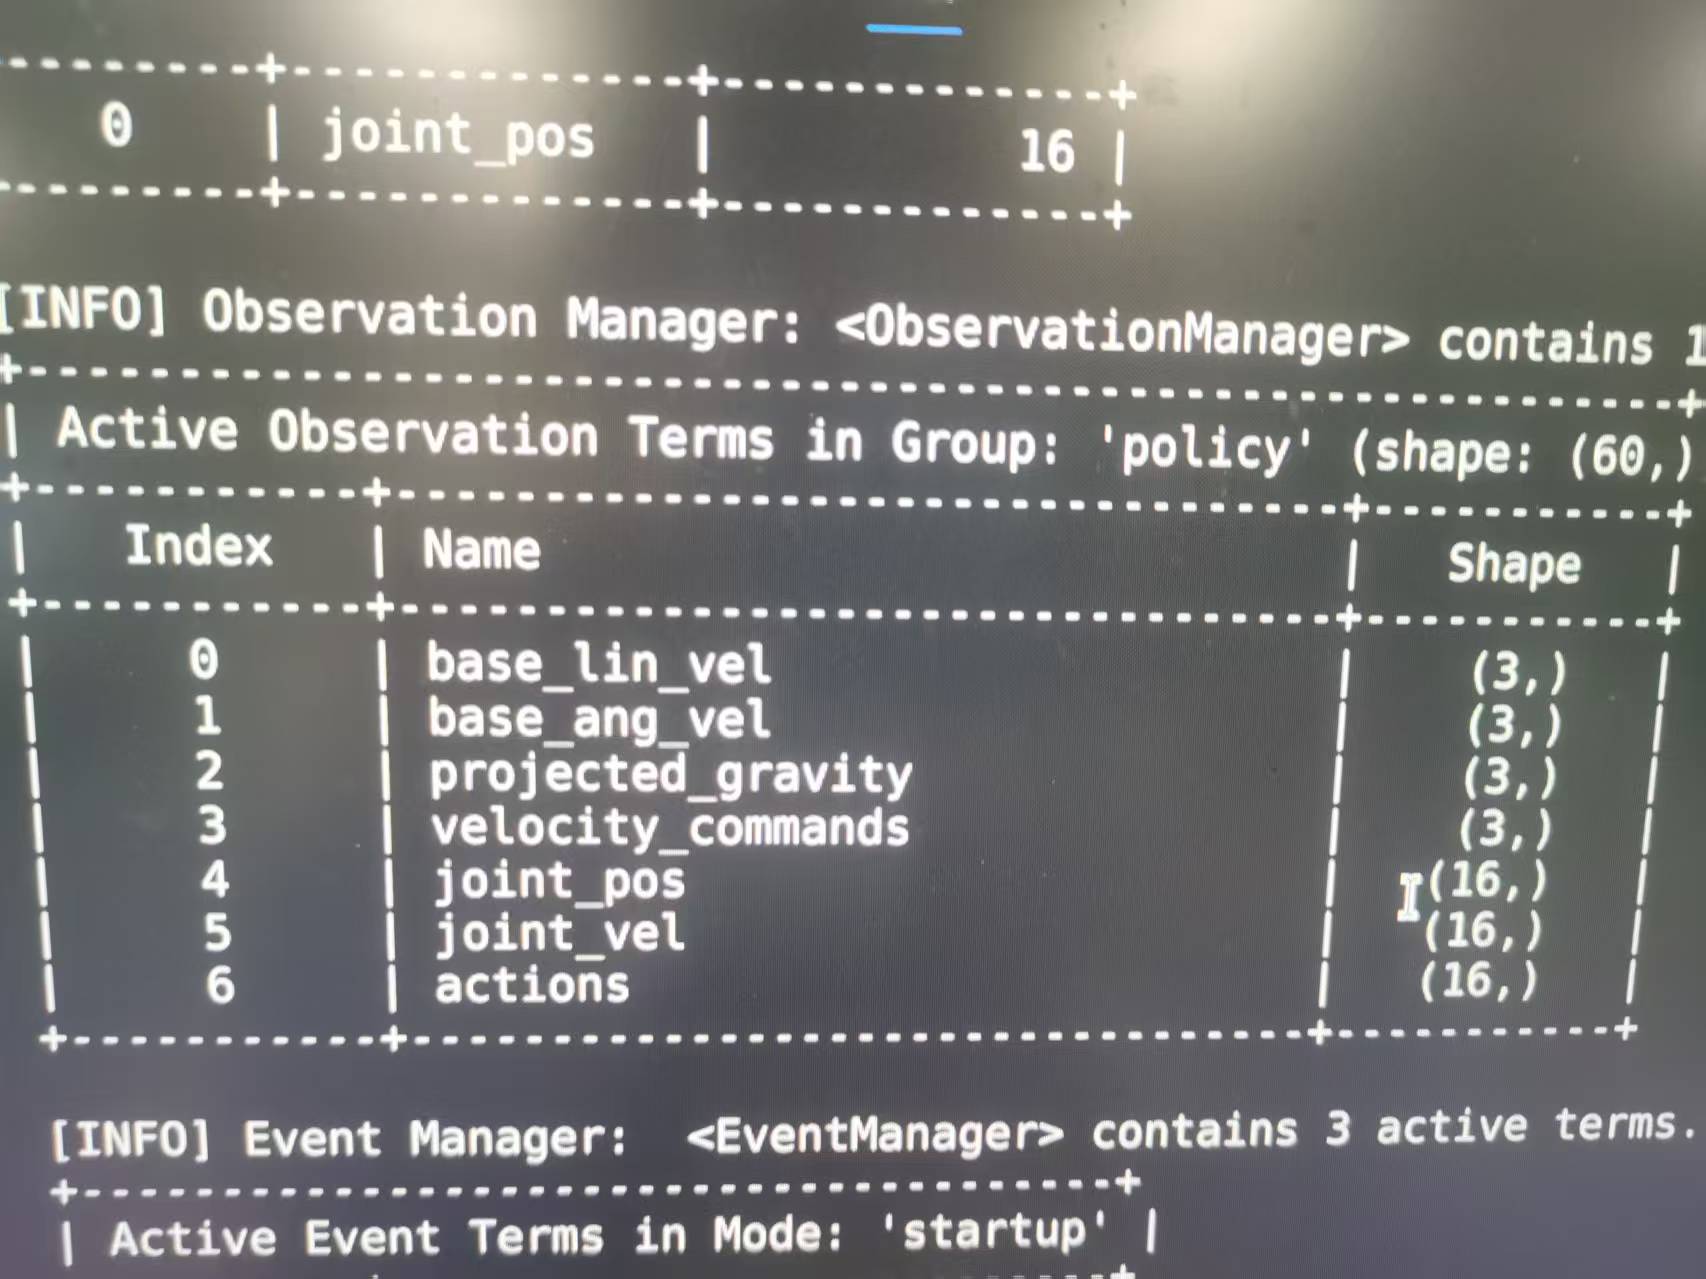 0 | joint_pos | 16 |
[INFO] Observation Manager: <ObservationManager> contains 1
| Active Observation Terms in Group: 'policy' (shape: (60,)
| Index | Name | Shape |
| 0 | base_lin_vel | (3,) |
| 1 | base_ang_vel | (3,) |
| 2 | projected_gravity | (3,) |
| 3 | velocity_commands | (3,) |
| 4 | joint_pos | (16,) |
| 5 | joint_vel | (16,) |
| 6 | actions | (16,) |
[INFO] Event Manager: <EventManager> contains 3 active terms.
| Active Event Terms in Mode: 'startup' |